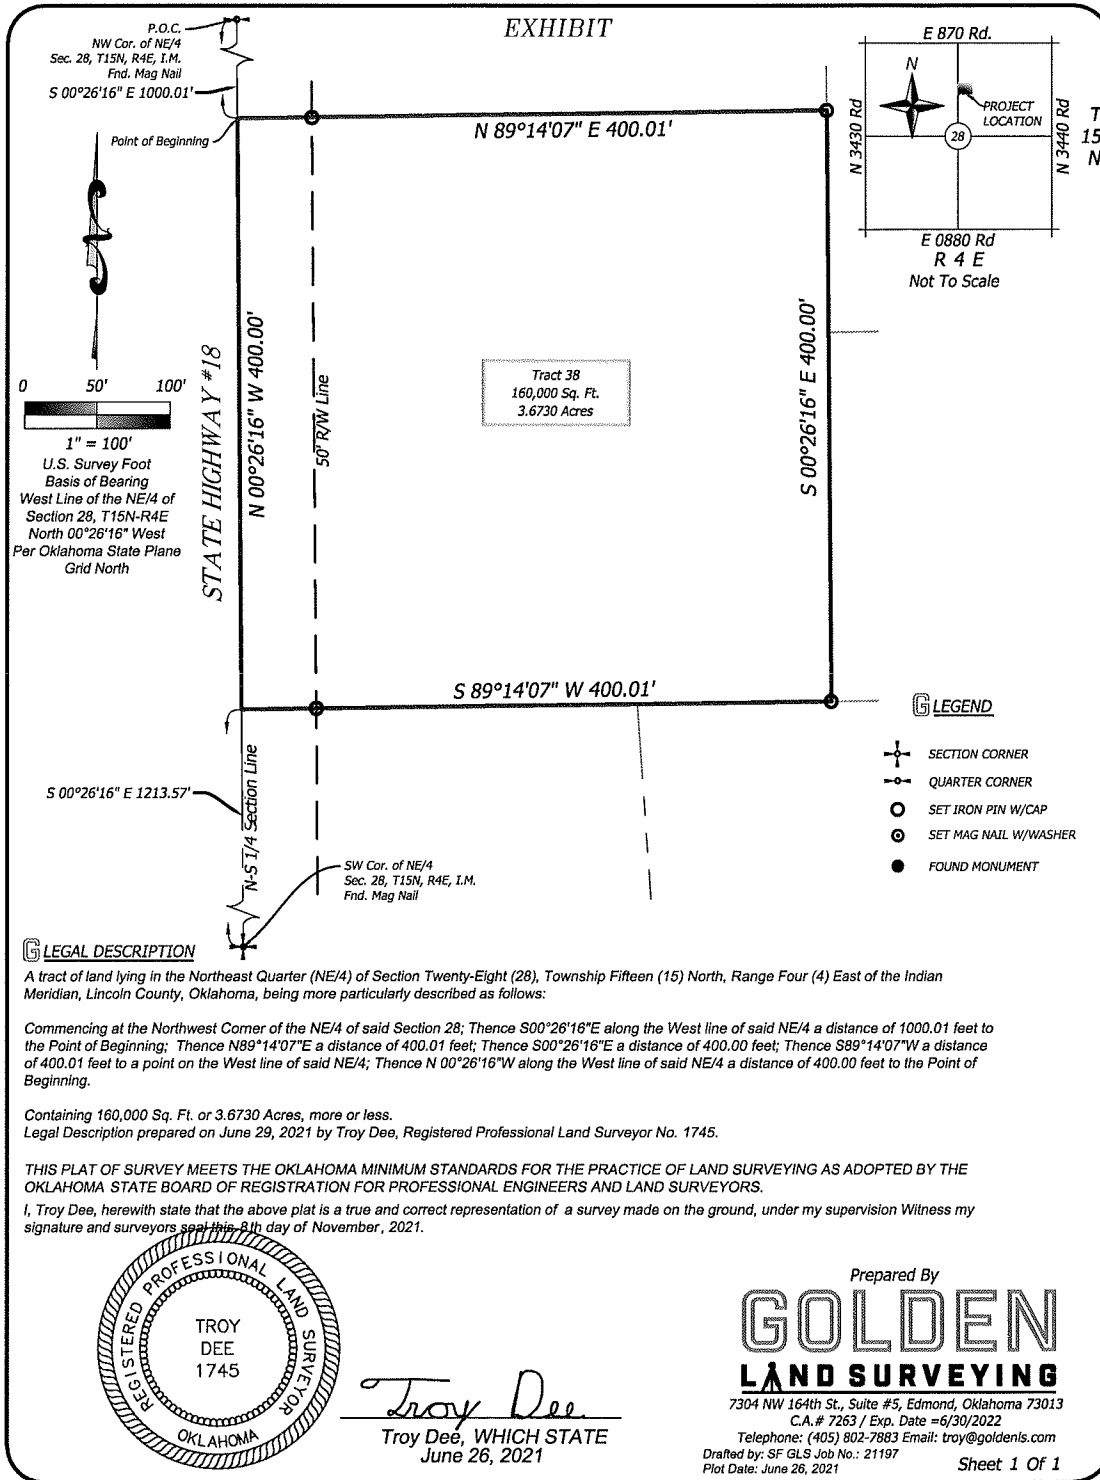 EXHIBIT
P.O.C.
NW Cor. of NE/4
Sec. 28, T15N, R4E, I.M.
Fnd. Mag Nail
S 00°26'16" E 1000.01'
Point of Beginning
N 89°14'07" E 400.01'
E 870 Rd.
N
PROJECT
LOCATION
28
N 3430 Rd
N 3440 Rd
T
15
N
E 0880 Rd
R 4 E
Not To Scale
0 50' 100'
1" = 100'
U.S. Survey Foot
Basis of Bearing
West Line of the NE/4 of
Section 28, T15N-R4E
North 00°26'16" West
Per Oklahoma State Plane
Grid North
STATE HIGHWAY #18
N 00°26'16" W 400.00'
50' R/W Line
Tract 38
160,000 Sq. Ft.
3.6730 Acres
S 00°26'16" E 400.00'
S 89°14'07" W 400.01'
S 00°26'16" E 1213.57'
N-S 1/4 Section Line
SW Cor. of NE/4
Sec. 28, T15N, R4E, I.M.
Fnd. Mag Nail
G LEGEND
SECTION CORNER
QUARTER CORNER
SET IRON PIN W/CAP
SET MAG NAIL W/WASHER
FOUND MONUMENT
G LEGAL DESCRIPTION
A tract of land lying in the Northeast Quarter (NE/4) of Section Twenty-Eight (28), Township Fifteen (15) North, Range Four (4) East of the Indian
Meridian, Lincoln County, Oklahoma, being more particularly described as follows:
Commencing at the Northwest Corner of the NE/4 of said Section 28; Thence S00°26'16"E along the West line of said NE/4 a distance of 1000.01 feet to
the Point of Beginning; Thence N89°14'07"E a distance of 400.01 feet; Thence S00°26'16"E a distance of 400.00 feet; Thence S89°14'07"W a distance
of 400.01 feet to a point on the West line of said NE/4; Thence N 00°26'16"W along the West line of said NE/4 a distance of 400.00 feet to the Point of
Beginning.
Containing 160,000 Sq. Ft. or 3.6730 Acres, more or less.
Legal Description prepared on June 29, 2021 by Troy Dee, Registered Professional Land Surveyor No. 1745.
THIS PLAT OF SURVEY MEETS THE OKLAHOMA MINIMUM STANDARDS FOR THE PRACTICE OF LAND SURVEYING AS ADOPTED BY THE
OKLAHOMA STATE BOARD OF REGISTRATION FOR PROFESSIONAL ENGINEERS AND LAND SURVEYORS.
I, Troy Dee, herewith state that the above plat is a true and correct representation of a survey made on the ground, under my supervision Witness my
signature and surveyors seal this 8th day of November, 2021.
REGISTERED PROFESSIONAL LAND SURVEYOR
TROY
DEE
1745
OKLAHOMA
Troy Dee
Troy Dee, WHICH STATE
June 26, 2021
Prepared By
GOLDEN
LAND SURVEYING
7304 NW 164th St., Suite #5, Edmond, Oklahoma 73013
C.A.# 7263 / Exp. Date =6/30/2022
Telephone: (405) 802-7883 Email: troy@goldenls.com
Drafted by: SF GLS Job No.: 21197
Plot Date: June 26, 2021
Sheet 1 Of 1